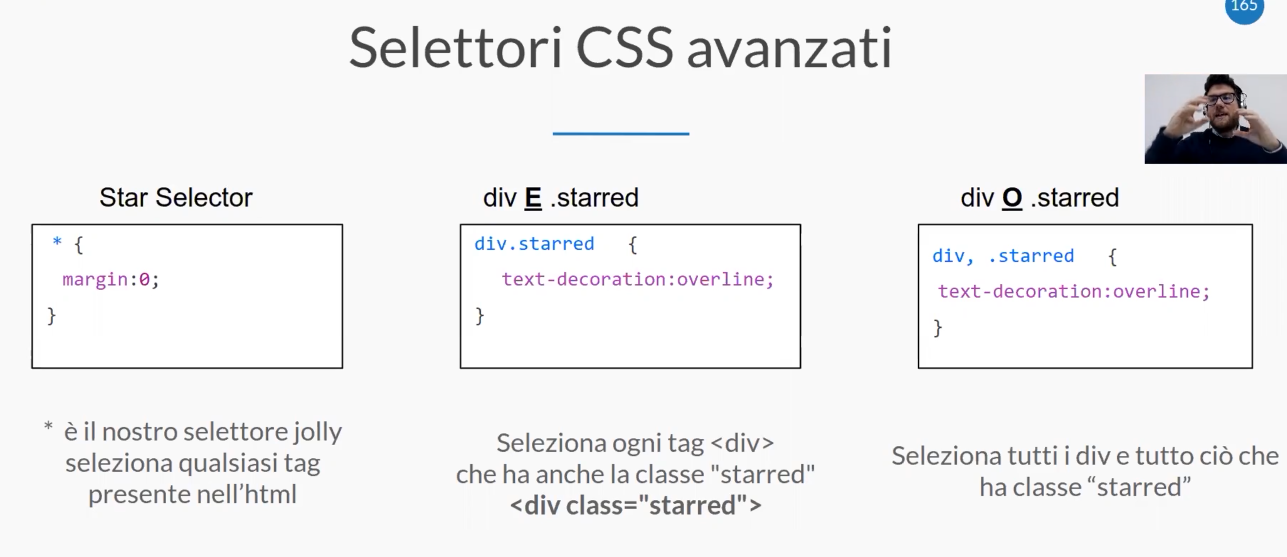 165
Selettori CSS avanzati
Star Selector
* {
margin:0;
}
* è il nostro selettore jolly
seleziona qualsiasi tag
presente nell'html
div E .starred
div.starred {
text-decoration:overline;
}
Seleziona ogni tag <div>
che ha anche la classe "starred"
<div class="starred">
div O .starred
div, .starred {
text-decoration:overline;
}
Seleziona tutti i div e tutto ciò che
ha classe “starred”